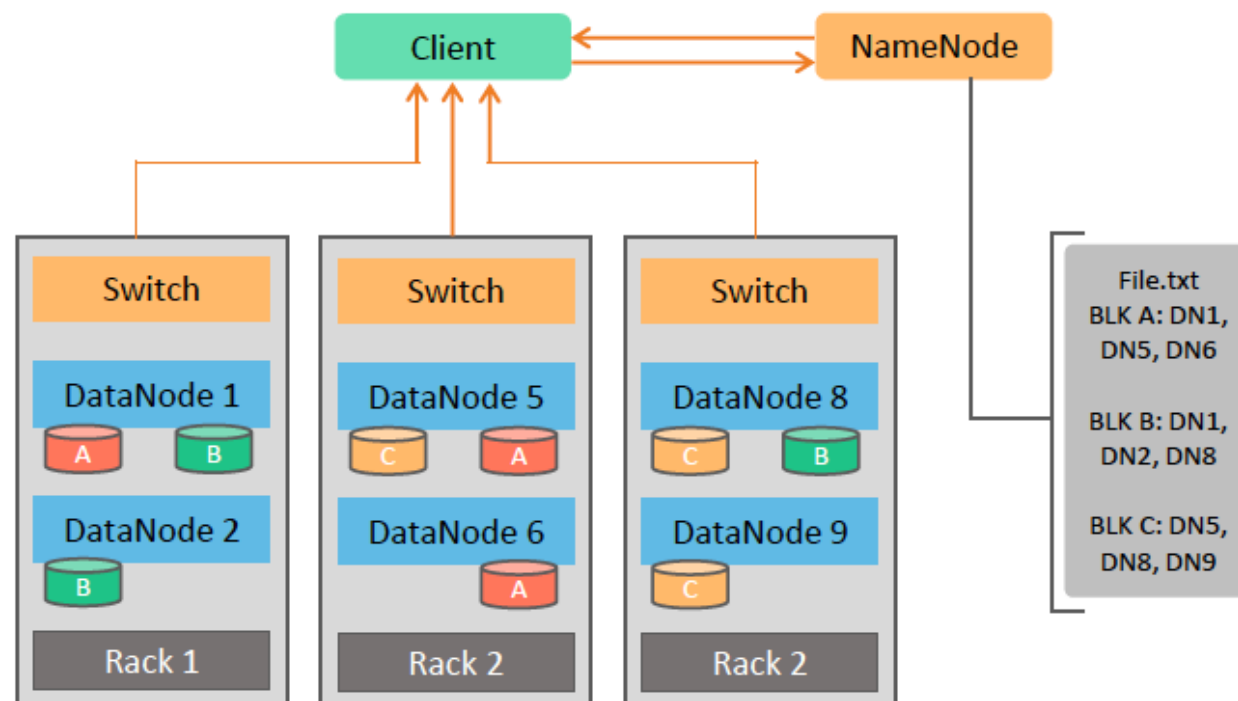 Client
NameNode
Switch
Switch
Switch
DataNode 1
DataNode 5
DataNode 8
A
B
C
A
C
B
DataNode 2
DataNode 6
DataNode 9
B
A
C
Rack 1
Rack 2
Rack 2
File.txt
BLK A: DN1,
DN5, DN6
BLK B: DN1,
DN2, DN8
BLK C: DN5,
DN8, DN9